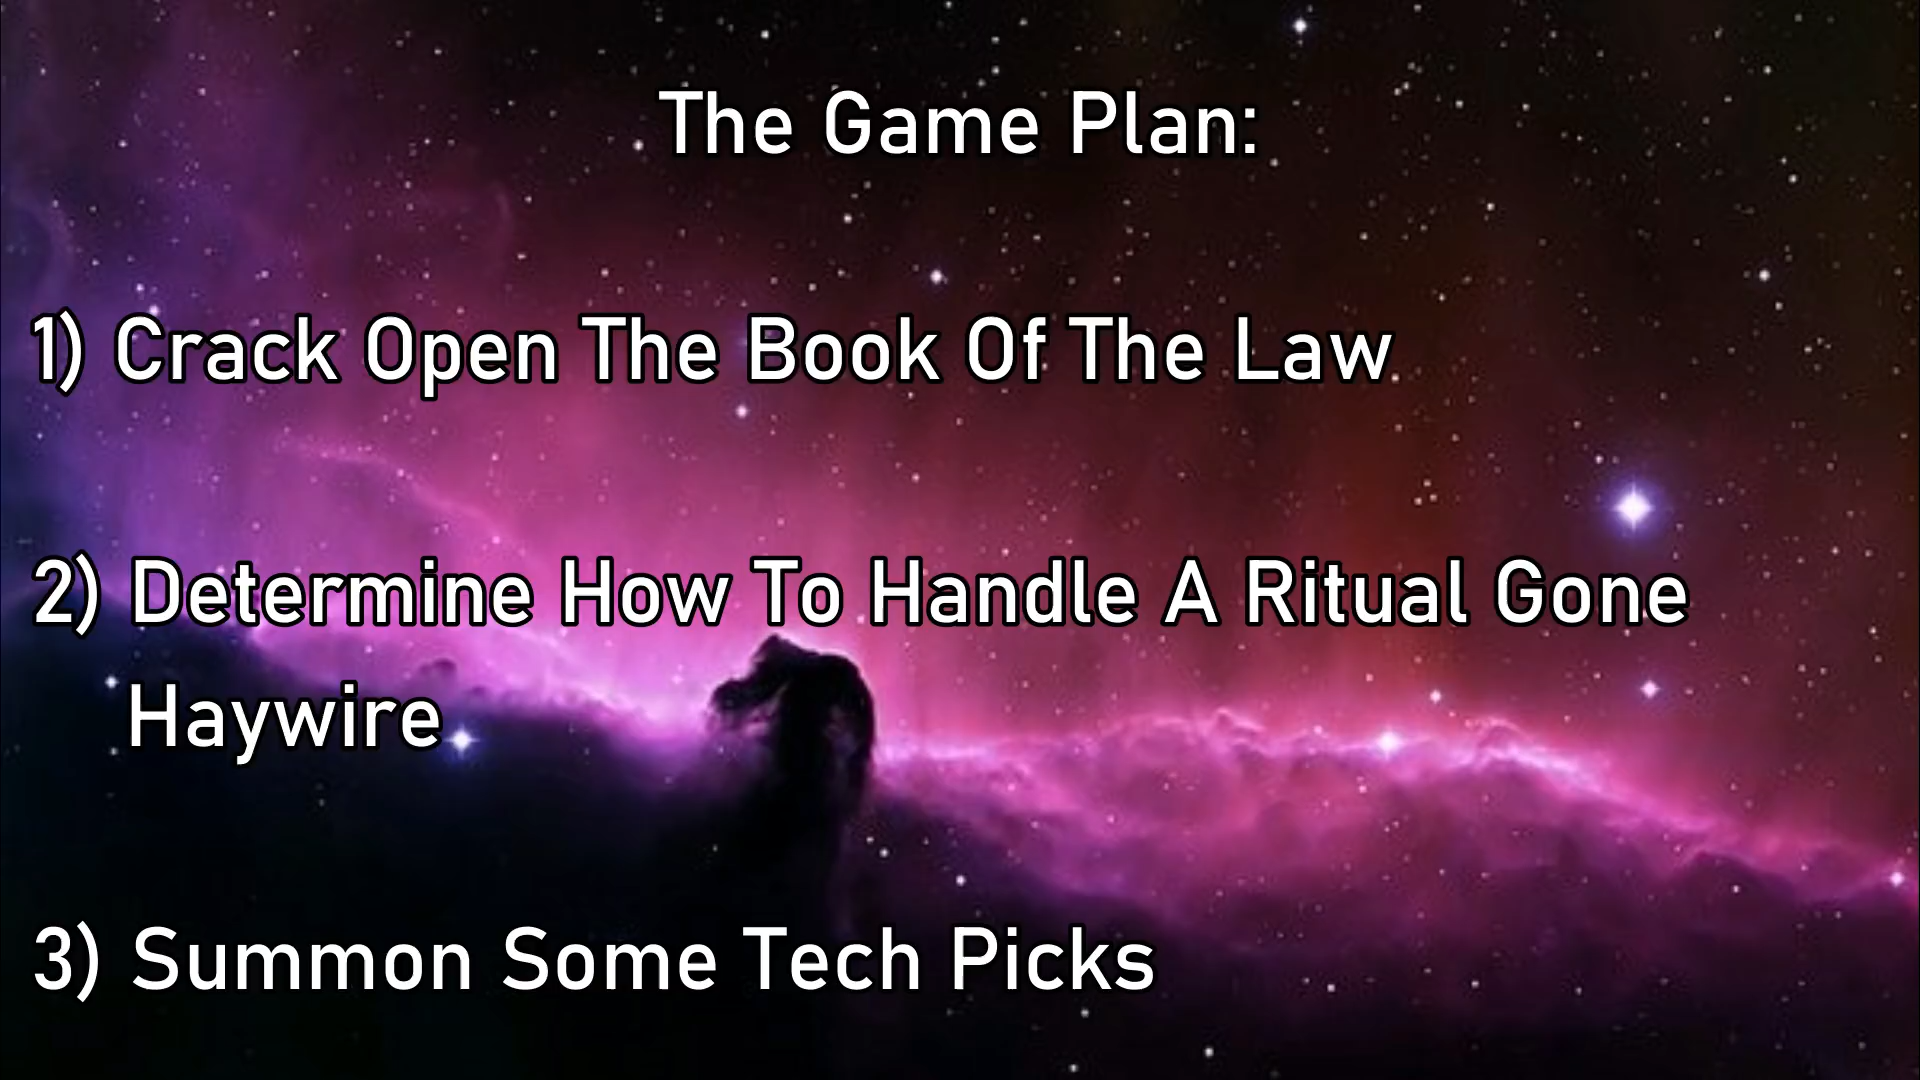 The Game Plan:
1) Crack Open The Book Of The Law
2) Determine How To Handle A Ritual Gone
Haywire
3) Summon Some Tech Picks